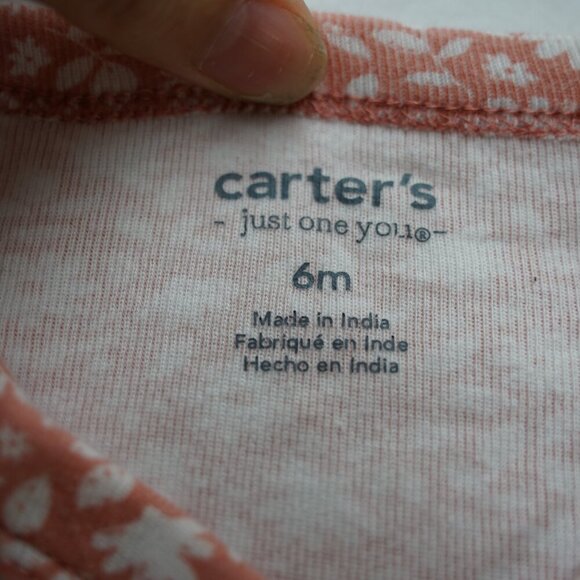 carter's
- just one you®-
6m
Made in India
Fabriqué en Inde
Hecho en India